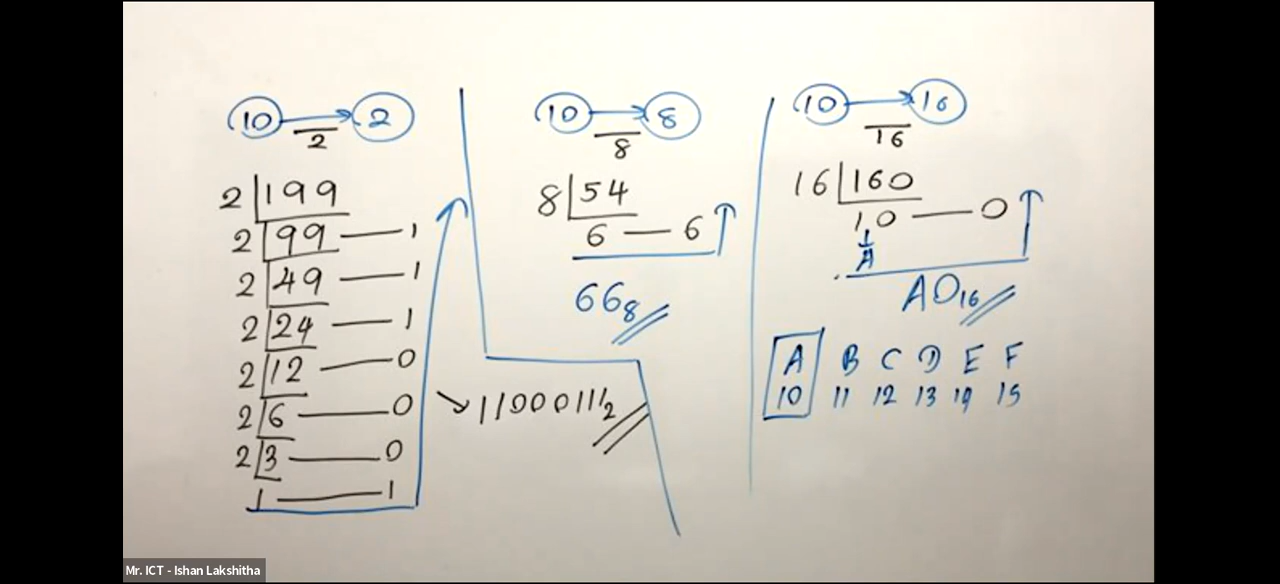 10 → 2
2
2 199
2 99 — 1
2 49 — 1
2 24 — 1
2 12 — 0
2 6 — 0
2 3 — 0
1 — 1
↘ 11000111₂
10 → 8
8
8 54
6 — 6
66₈
10 → 16
16
16 160
10 — 0
A
A0₁₆
A B C D E F
10 11 12 13 14 15
Mr. ICT - Ishan Lakshitha